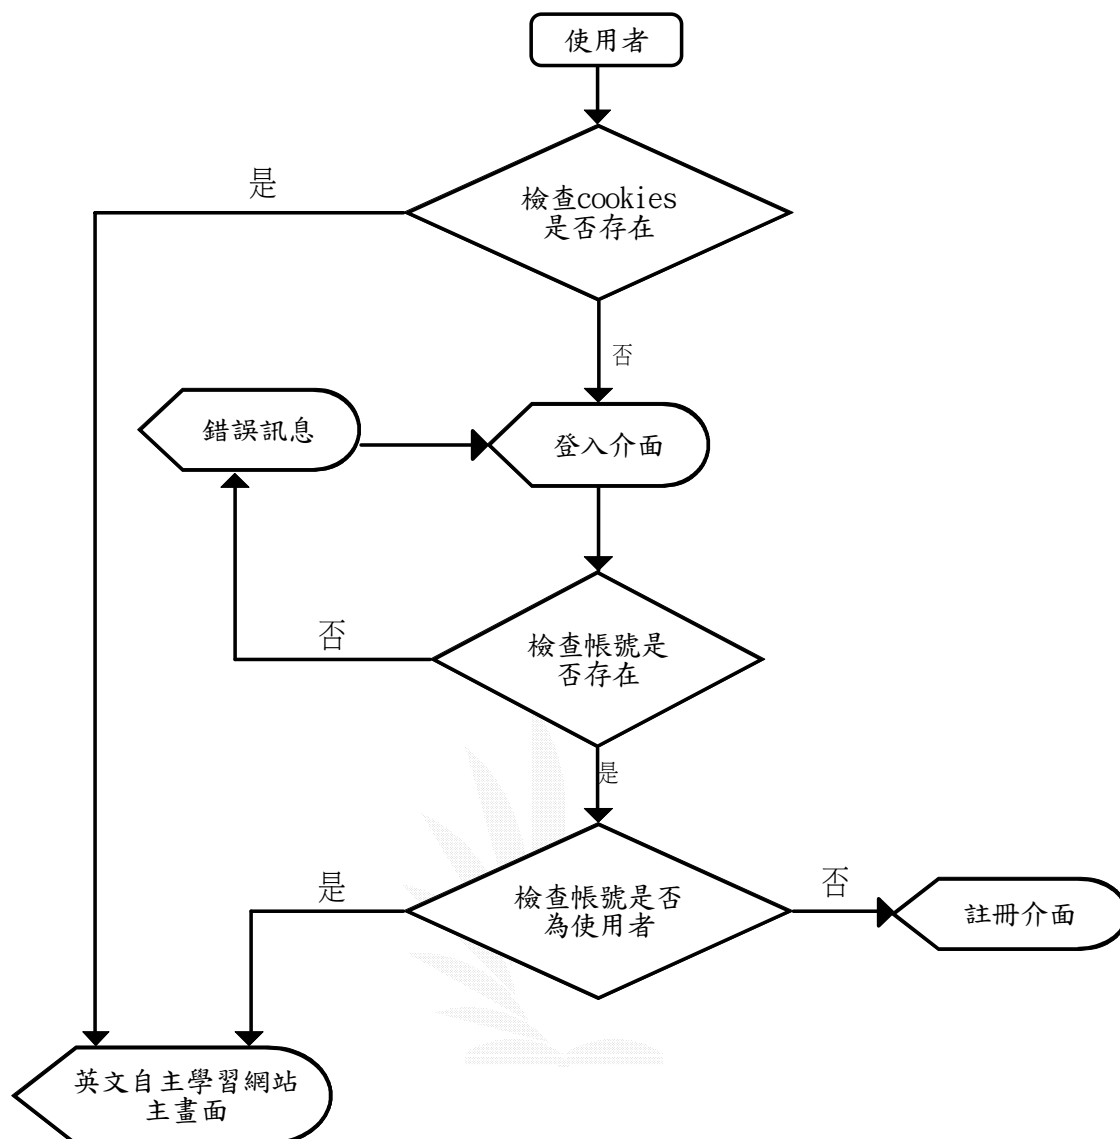 使用者
是
檢查cookies
是否存在
否
錯誤訊息
登入介面
否
檢查帳號是
否存在
是
是
檢查帳號是否
為使用者
否
註冊介面
英文自主學習網站
主畫面